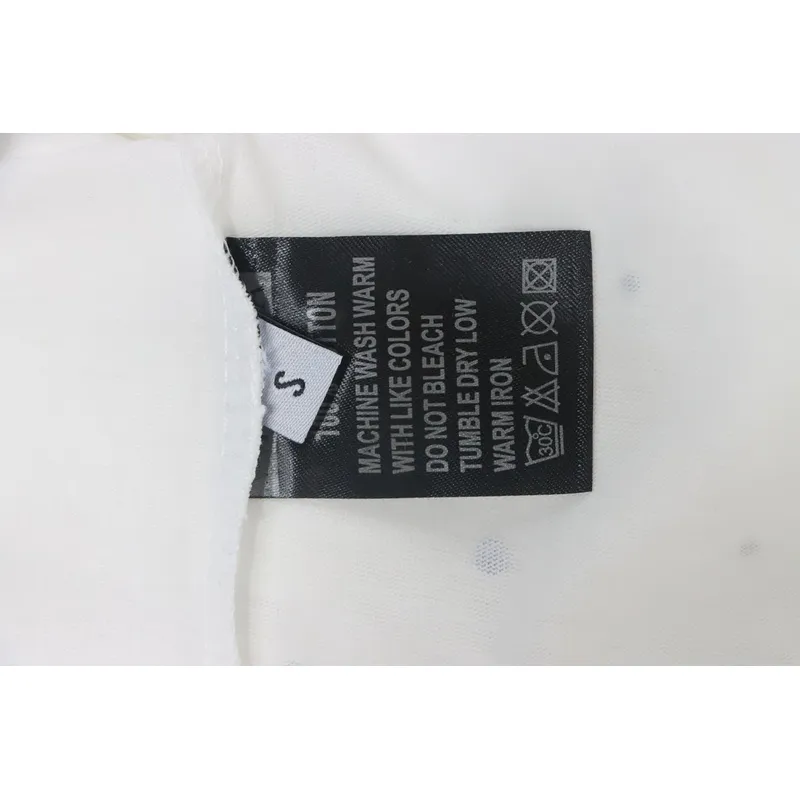 S
MACHINE WASH WARM
WITH LIKE COLORS
DO NOT BLEACH
TUMBLE DRY LOW
WARM IRON
30°C